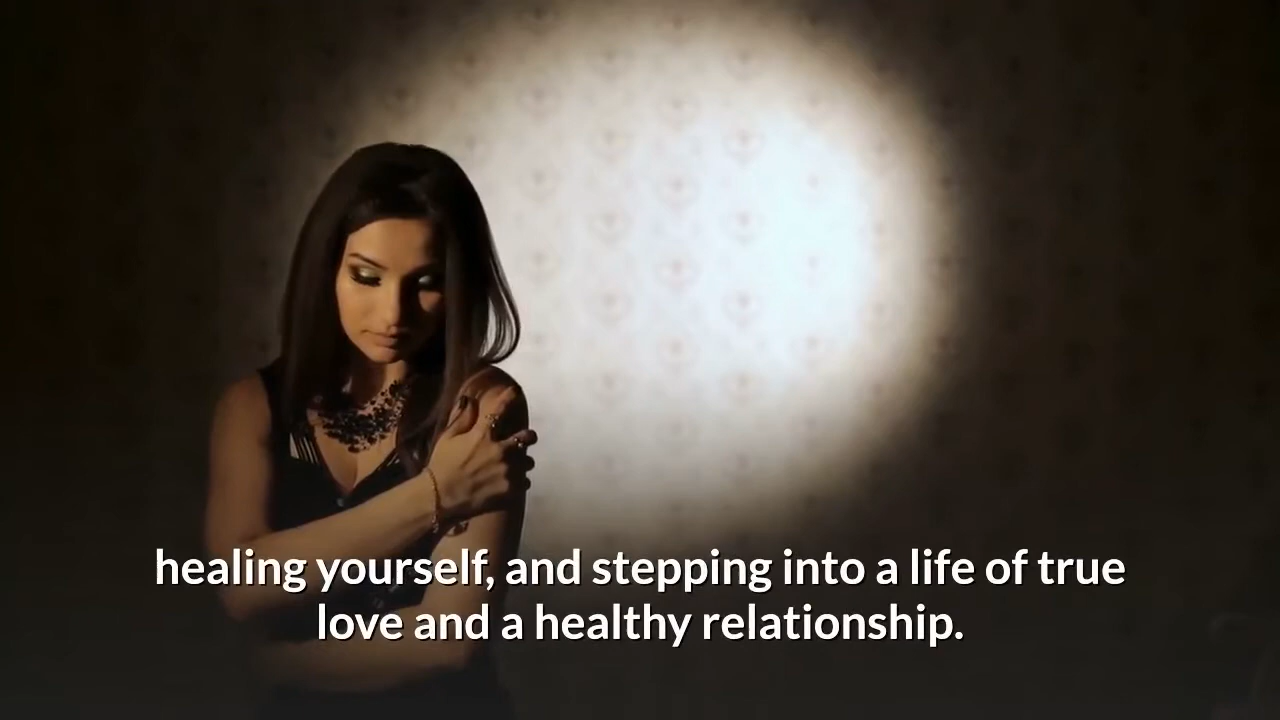 healing yourself, and stepping into a life of true
love and a healthy relationship.